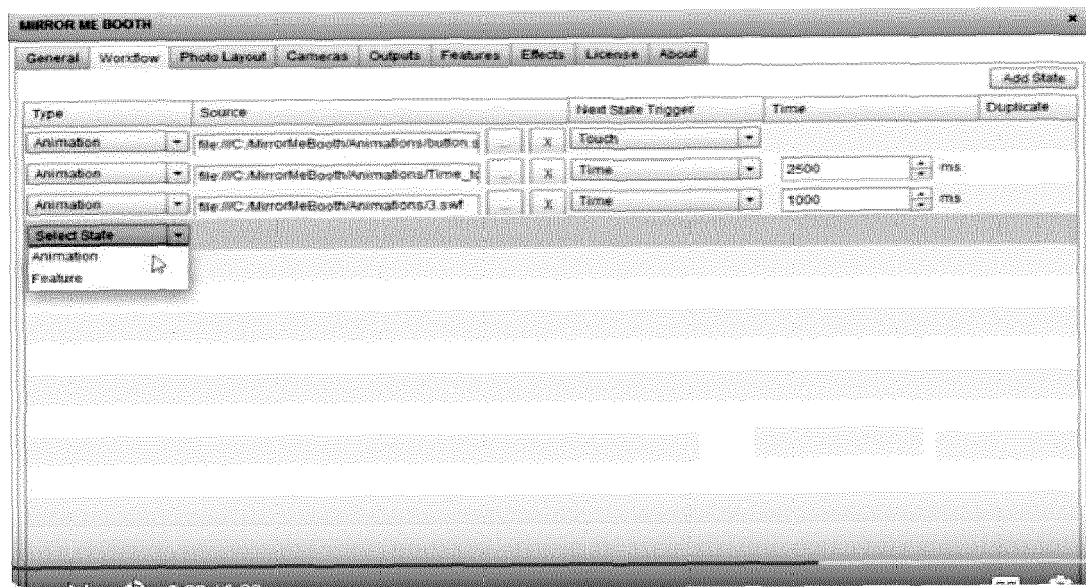 MIRROR ME BOOTH x
General Workflow Photo Layout Cameras Outputs Features Effects License About
Add State
Type Source Next State Trigger Time Duplicate
Animation file:///C:/MirrorMeBooth/Animations/button.s ... x Touch
Animation file:///C:/MirrorMeBooth/Animations/Time_to ... x Time 2500 ms
Animation file:///C:/MirrorMeBooth/Animations/3.swf ... x Time 1000 ms
Select State
Animation
Feature